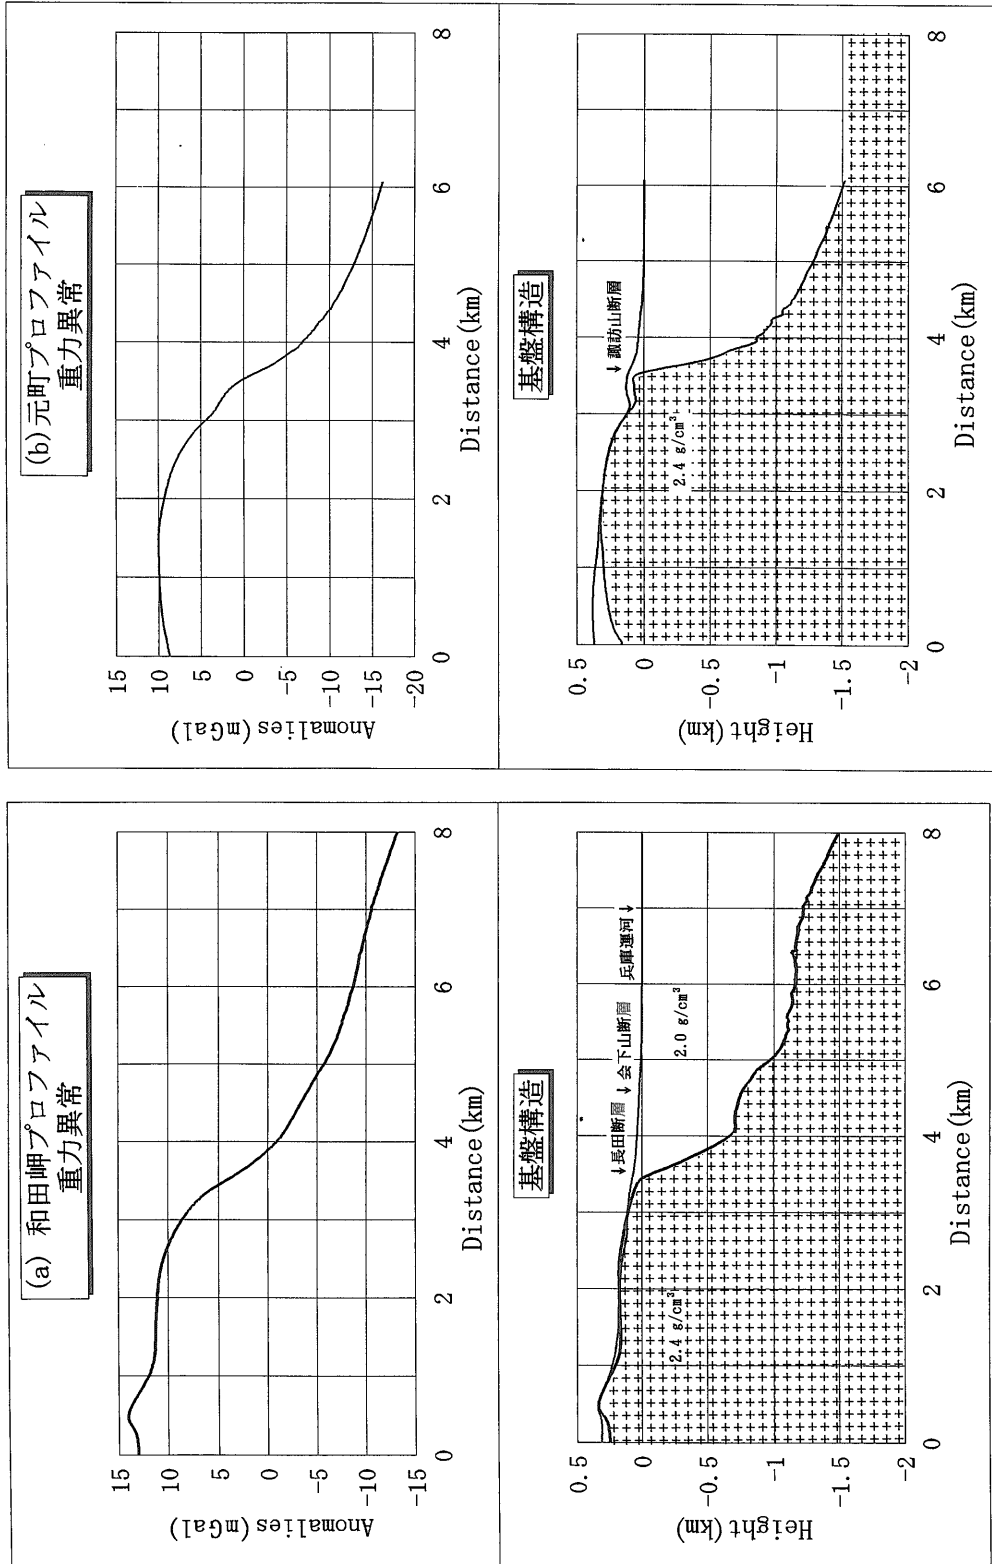 (a) 和田岬プロファイル
重力異常
15
10
5
0
-5
-10
-15
Anomalies(mGal)
0
2
4
6
8
Distance(km)
基盤構造
↓長田断層
↓会下山断層
兵庫運河↓
2.4 g/cm³
2.0 g/cm³
0.5
0
-0.5
-1
-1.5
-2
Height(km)
0
2
4
6
8
Distance(km)
(b)元町プロファイル
重力異常
15
10
5
0
-5
-10
-15
-20
Anomalies(mGal)
0
2
4
6
8
Distance(km)
基盤構造
↓諏訪山断層
2.4 g/cm³
0.5
0
-0.5
-1
-1.5
-2
Height(km)
0
2
4
6
8
Distance(km)